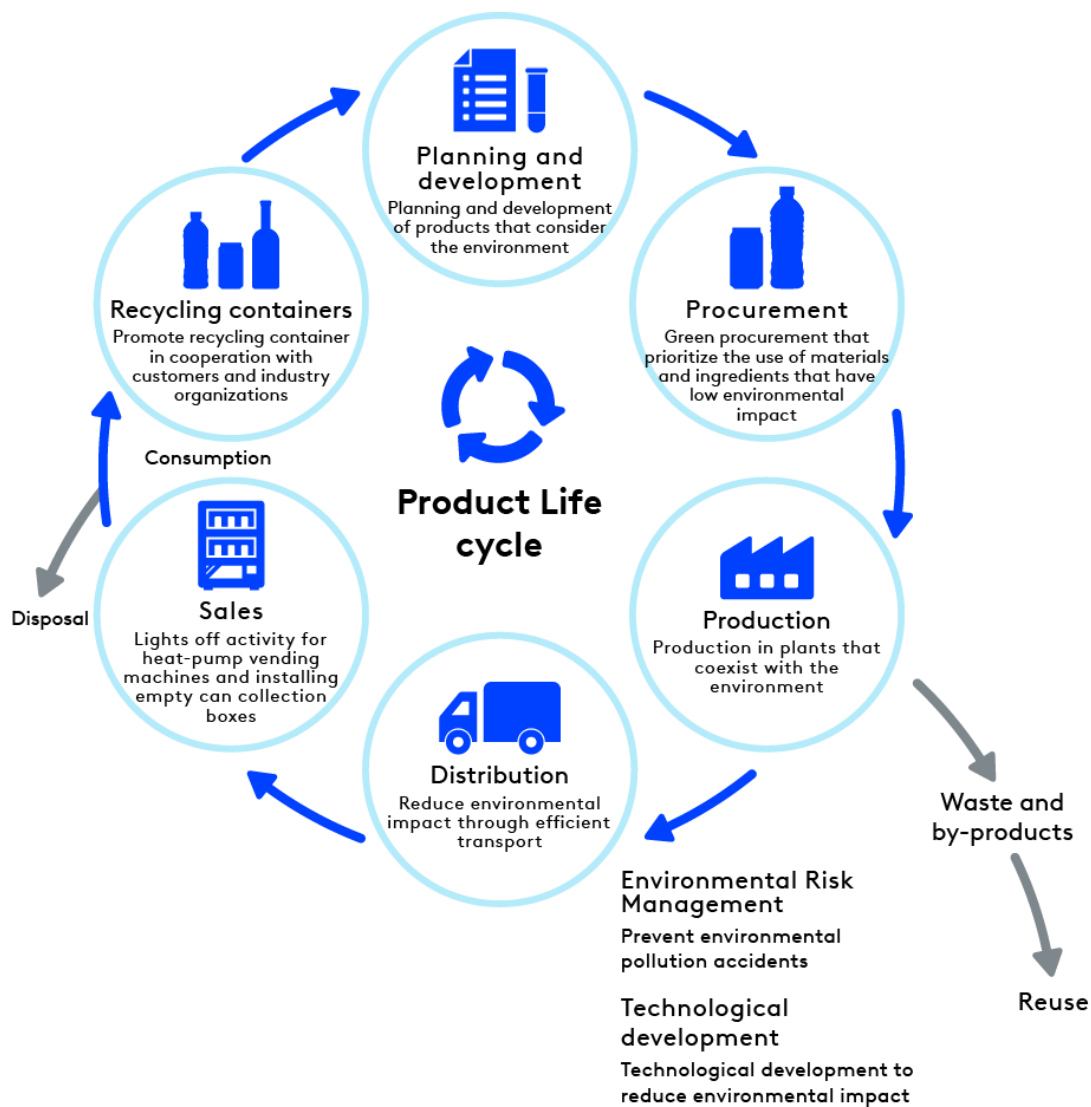 Planning and
development
Planning and development
of products that consider
the environment
Procurement
Green procurement that
prioritize the use of materials
and ingredients that have
low environmental
impact
Production
Production in plants that
coexist with the
environment
Waste and
by-products
Reuse
Distribution
Reduce environmental
impact through efficient
transport
Sales
Lights off activity for
heat-pump vending
machines and installing
empty can collection
boxes
Consumption
Disposal
Recycling containers
Promote recycling container
in cooperation with
customers and industry
organizations
Product Life
cycle
Environmental Risk
Management
Prevent environmental
pollution accidents
Technological
development
Technological development to
reduce environmental impact